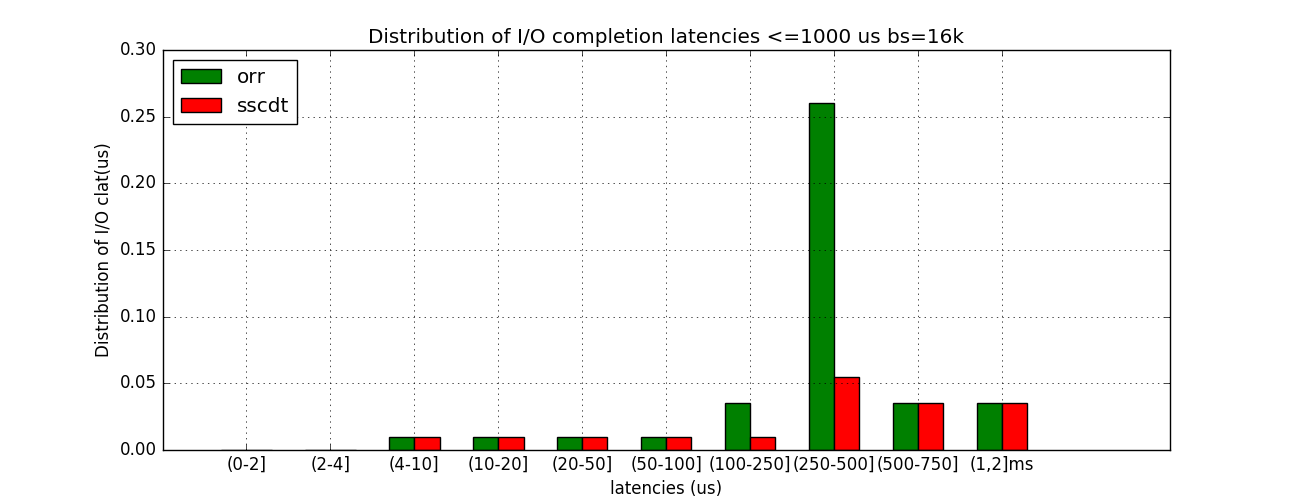 Distribution of I/O completion latencies <=1000 us bs=16k
orr
sscdt
Distribution of I/O clat(us)
0.30
0.25
0.20
0.15
0.10
0.05
0.00
(0-2] (2-4] (4-10] (10-20] (20-50] (50-100] (100-250] (250-500] (500-750] (1,2]ms
latencies (us)